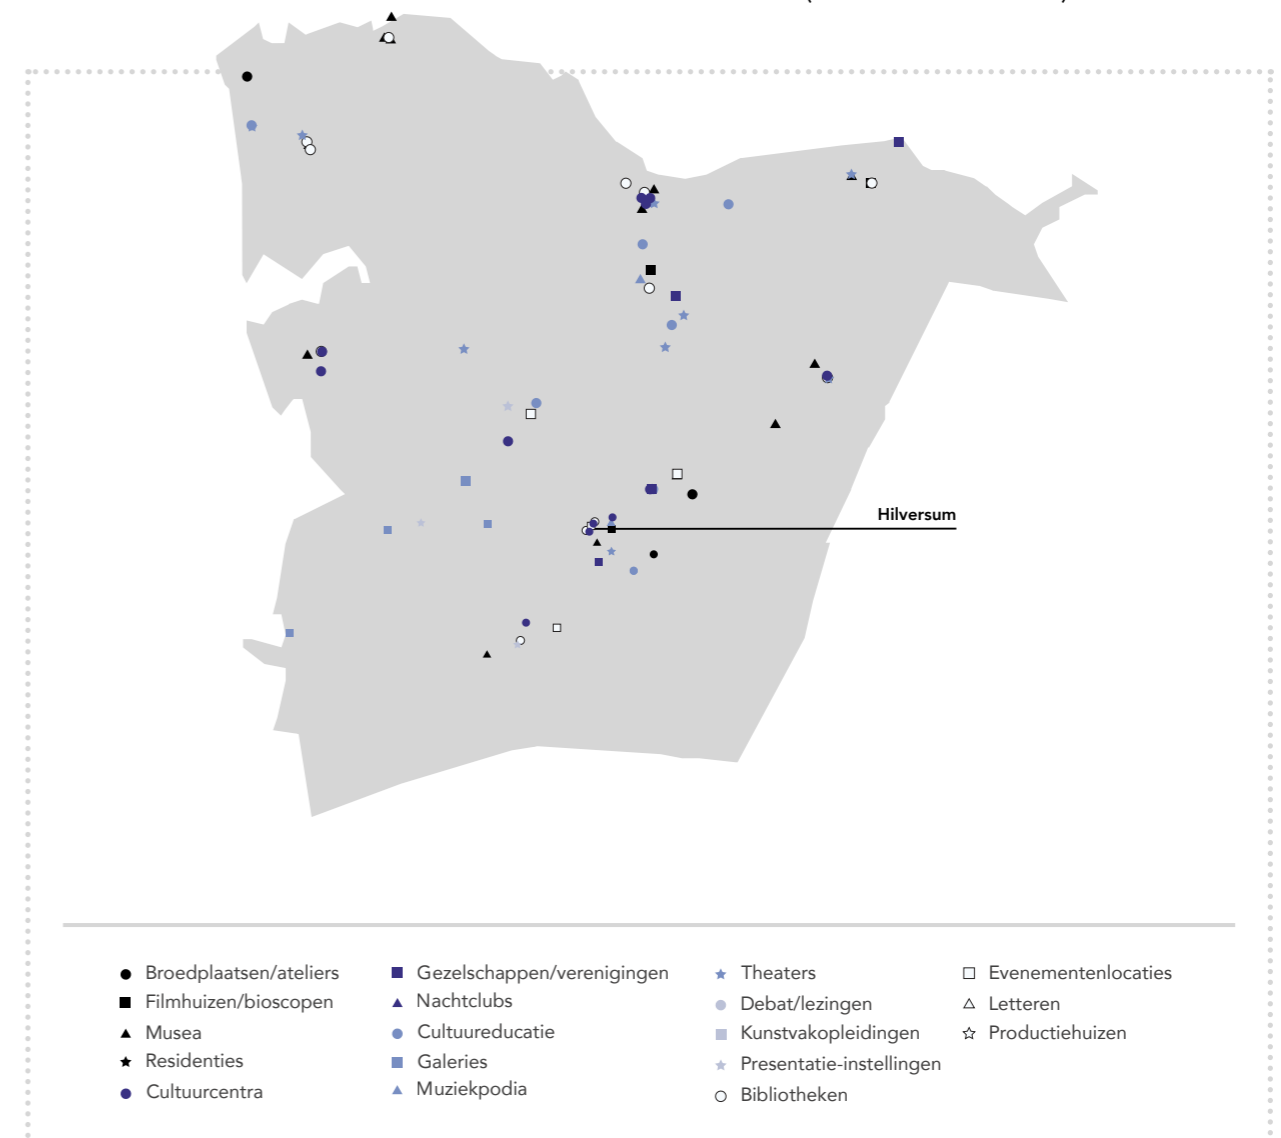 Hilversum
Broedplaatsen/ateliers
Filmhuizen/bioscopen
Musea
Residenties
Cultuurcentra
Gezelschappen/verenigingen
Nachtclubs
Cultuureducatie
Galeries
Muziekpodia
Theaters
Debat/lezingen
Kunstvakopleidingen
Presentatie-instellingen
Bibliotheken
Evenementenlocaties
Letteren
Productiehuizen